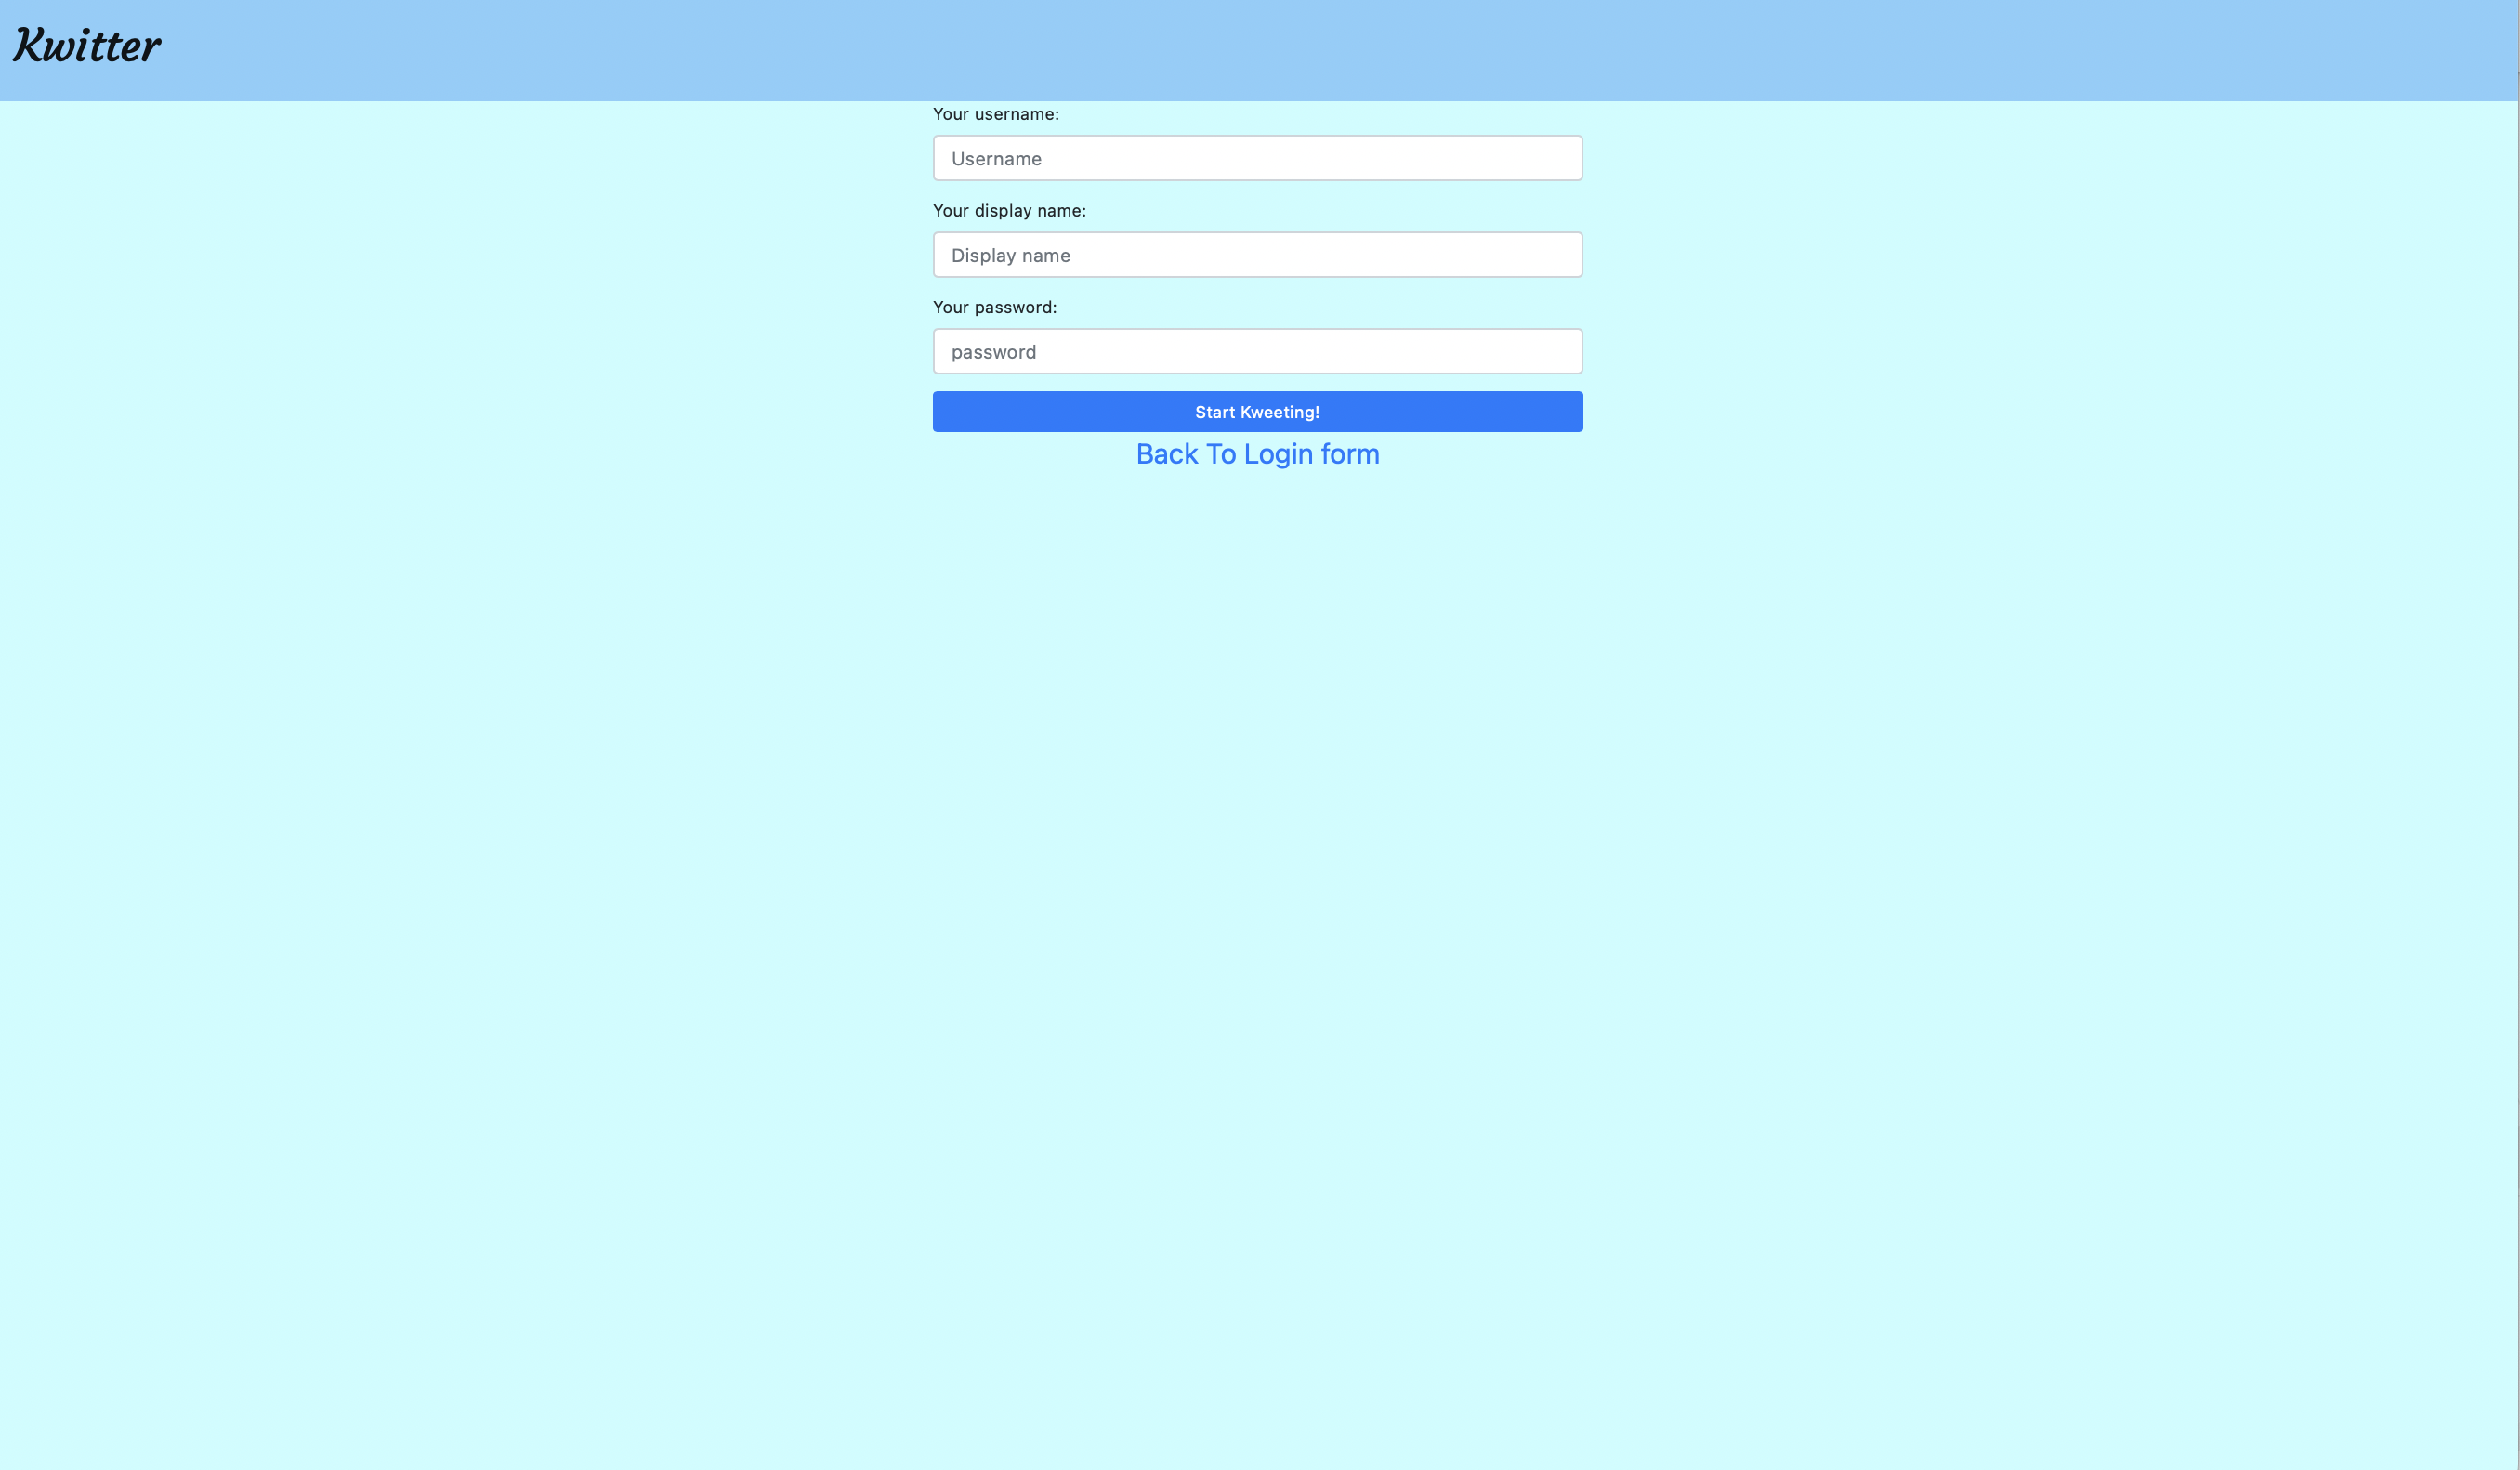 Kwitter
Your username:
Username
Your display name:
Display name
Your password:
password
Start Kweeting!
Back To Login form